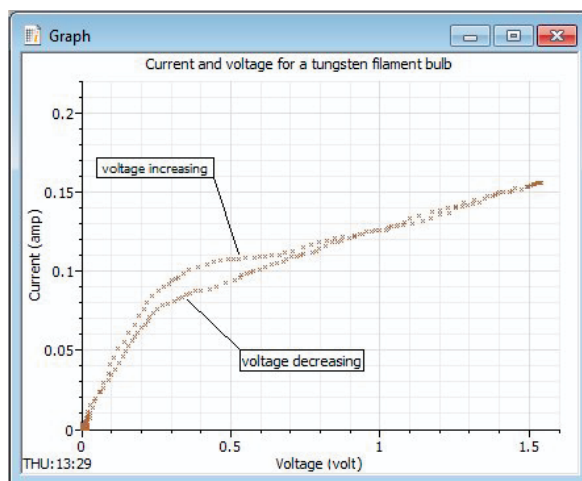 Graph
Current and voltage for a tungsten filament bulb
0.2
voltage increasing
0.15
Current (amp)
0.1
voltage decreasing
0.05
0
0
0.5
1
1.5
THU:13:29
Voltage (volt)